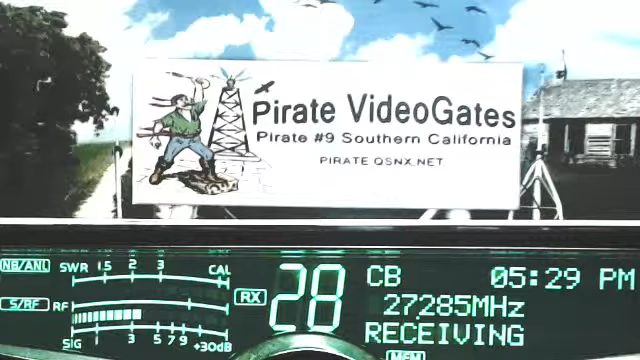 Pirate VideoGates
Pirate #9 Southern California
PIRATE.QSNX.NET
NB/ANL SWR 1.5 2 3 CAL
S/RF RF
SIG 1 3 5 7 9 +30dB
RX 28
CB 05:29 PM
27285MHz
RECEIVING
MEM